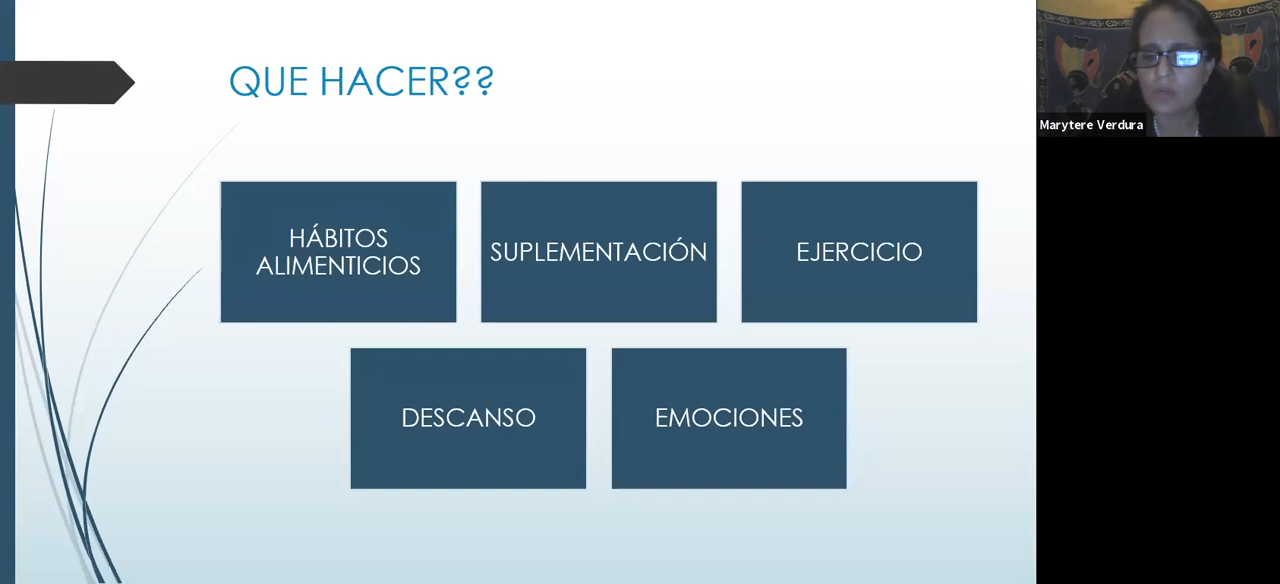 QUE HACER??
Marytere Verdura
HÁBITOS
ALIMENTICIOS
SUPLEMENTACIÓN
EJERCICIO
DESCANSO
EMOCIONES